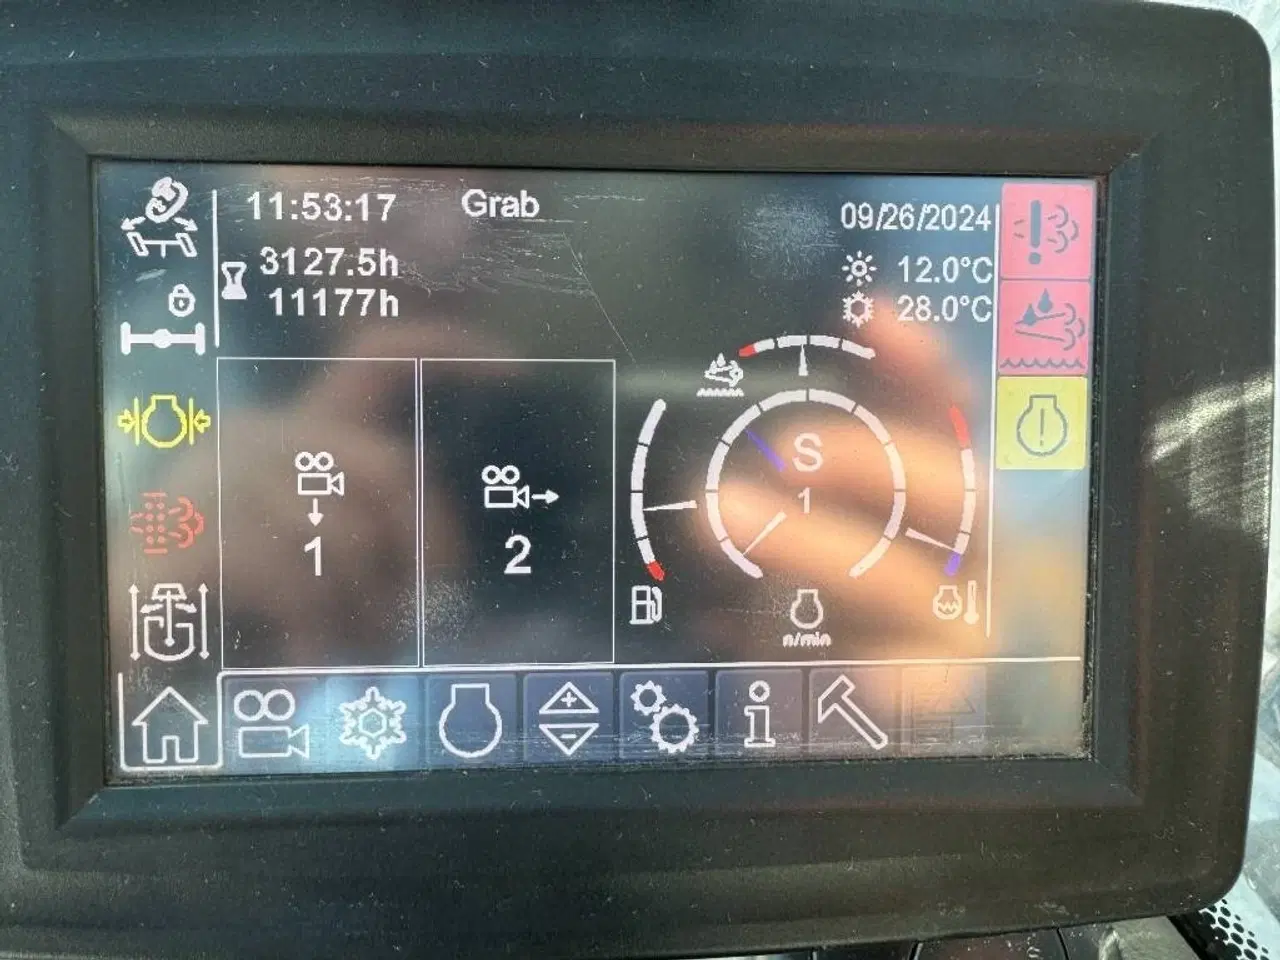 11:53:17
Grab
09/26/2024
3127.5h
12.0°C
11177h
28.0°C
S
1
1
2
n/min